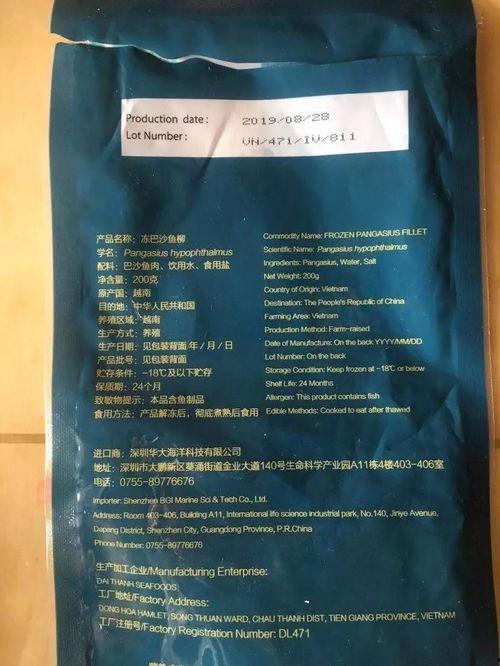 Production date: 2019/08/28
Lot Number: VN/471/IV/811
产品名称：冻巴沙鱼柳
学名：Pangasius hypophthalmus
配料：巴沙鱼肉、饮用水、食用盐
净含量：200克
原产国：越南
目的地：中华人民共和国
养殖区域：越南
生产方式：养殖
生产日期：见包装背面 年/月/日
产品批号：见包装背面
贮存条件：-18℃及以下贮存
保质期：24个月
致敏物提示：本品含鱼制品
食用方法：产品解冻后，彻底煮熟后食用
Commodity Name: FROZEN PANGASIUS FILLET
Scientific Name: Pangasius hypophthalmus
Ingredients: Pangasius, Water, Salt
Net Weight: 200g
Country of Origin: Vietnam
Destination: The People's Republic of China
Farming Area: Vietnam
Production Method: Farm-raised
Date of Manufacture: On the back YYYY/MM/DD
Lot Number: On the back
Storage Condition: Keep frozen at -18℃ or below
Shelf Life: 24 Months
Allergen: This product contains fish
Edible Methods: Cooked to eat after thawed
进口商：深圳华大海洋科技有限公司
地址：深圳市大鹏新区葵涌街道金业大道140号生命科学产业园A11栋4楼403-406室
电话：0755-89776676
Importer: Shenzhen BGI Marine Sci & Tech Co., Ltd.
Address: Room 403-406, Building A11, International life science industrial park, No.140, Jinye Avenue,
Dapeng District, Shenzhen City, Guangdong Province, P.R.China
Phone Number: 0755-89776676
生产加工企业/Manufacturing Enterprise:
DAI THANH SEAFOODS
工厂地址/Factory Address:
DONG HOA HAMLET, SONG THUAN WARD, CHAU THANH DIST, TIEN GIANG PROVINCE, VIETNAM
工厂注册号/Factory Registration Number: DL471